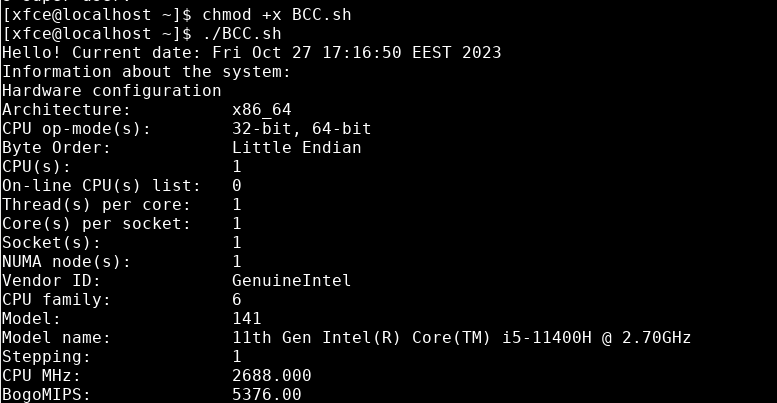 [xfce@localhost ~]$ chmod +x BCC.sh
[xfce@localhost ~]$ ./BCC.sh
Hello! Current date: Fri Oct 27 17:16:50 EEST 2023
Information about the system:
Hardware configuration
Architecture:          x86_64
CPU op-mode(s):        32-bit, 64-bit
Byte Order:            Little Endian
CPU(s):                1
On-line CPU(s) list:   0
Thread(s) per core:    1
Core(s) per socket:    1
Socket(s):             1
NUMA node(s):          1
Vendor ID:             GenuineIntel
CPU family:            6
Model:                 141
Model name:            11th Gen Intel(R) Core(TM) i5-11400H @ 2.70GHz
Stepping:              1
CPU MHz:               2688.000
BogoMIPS:              5376.00